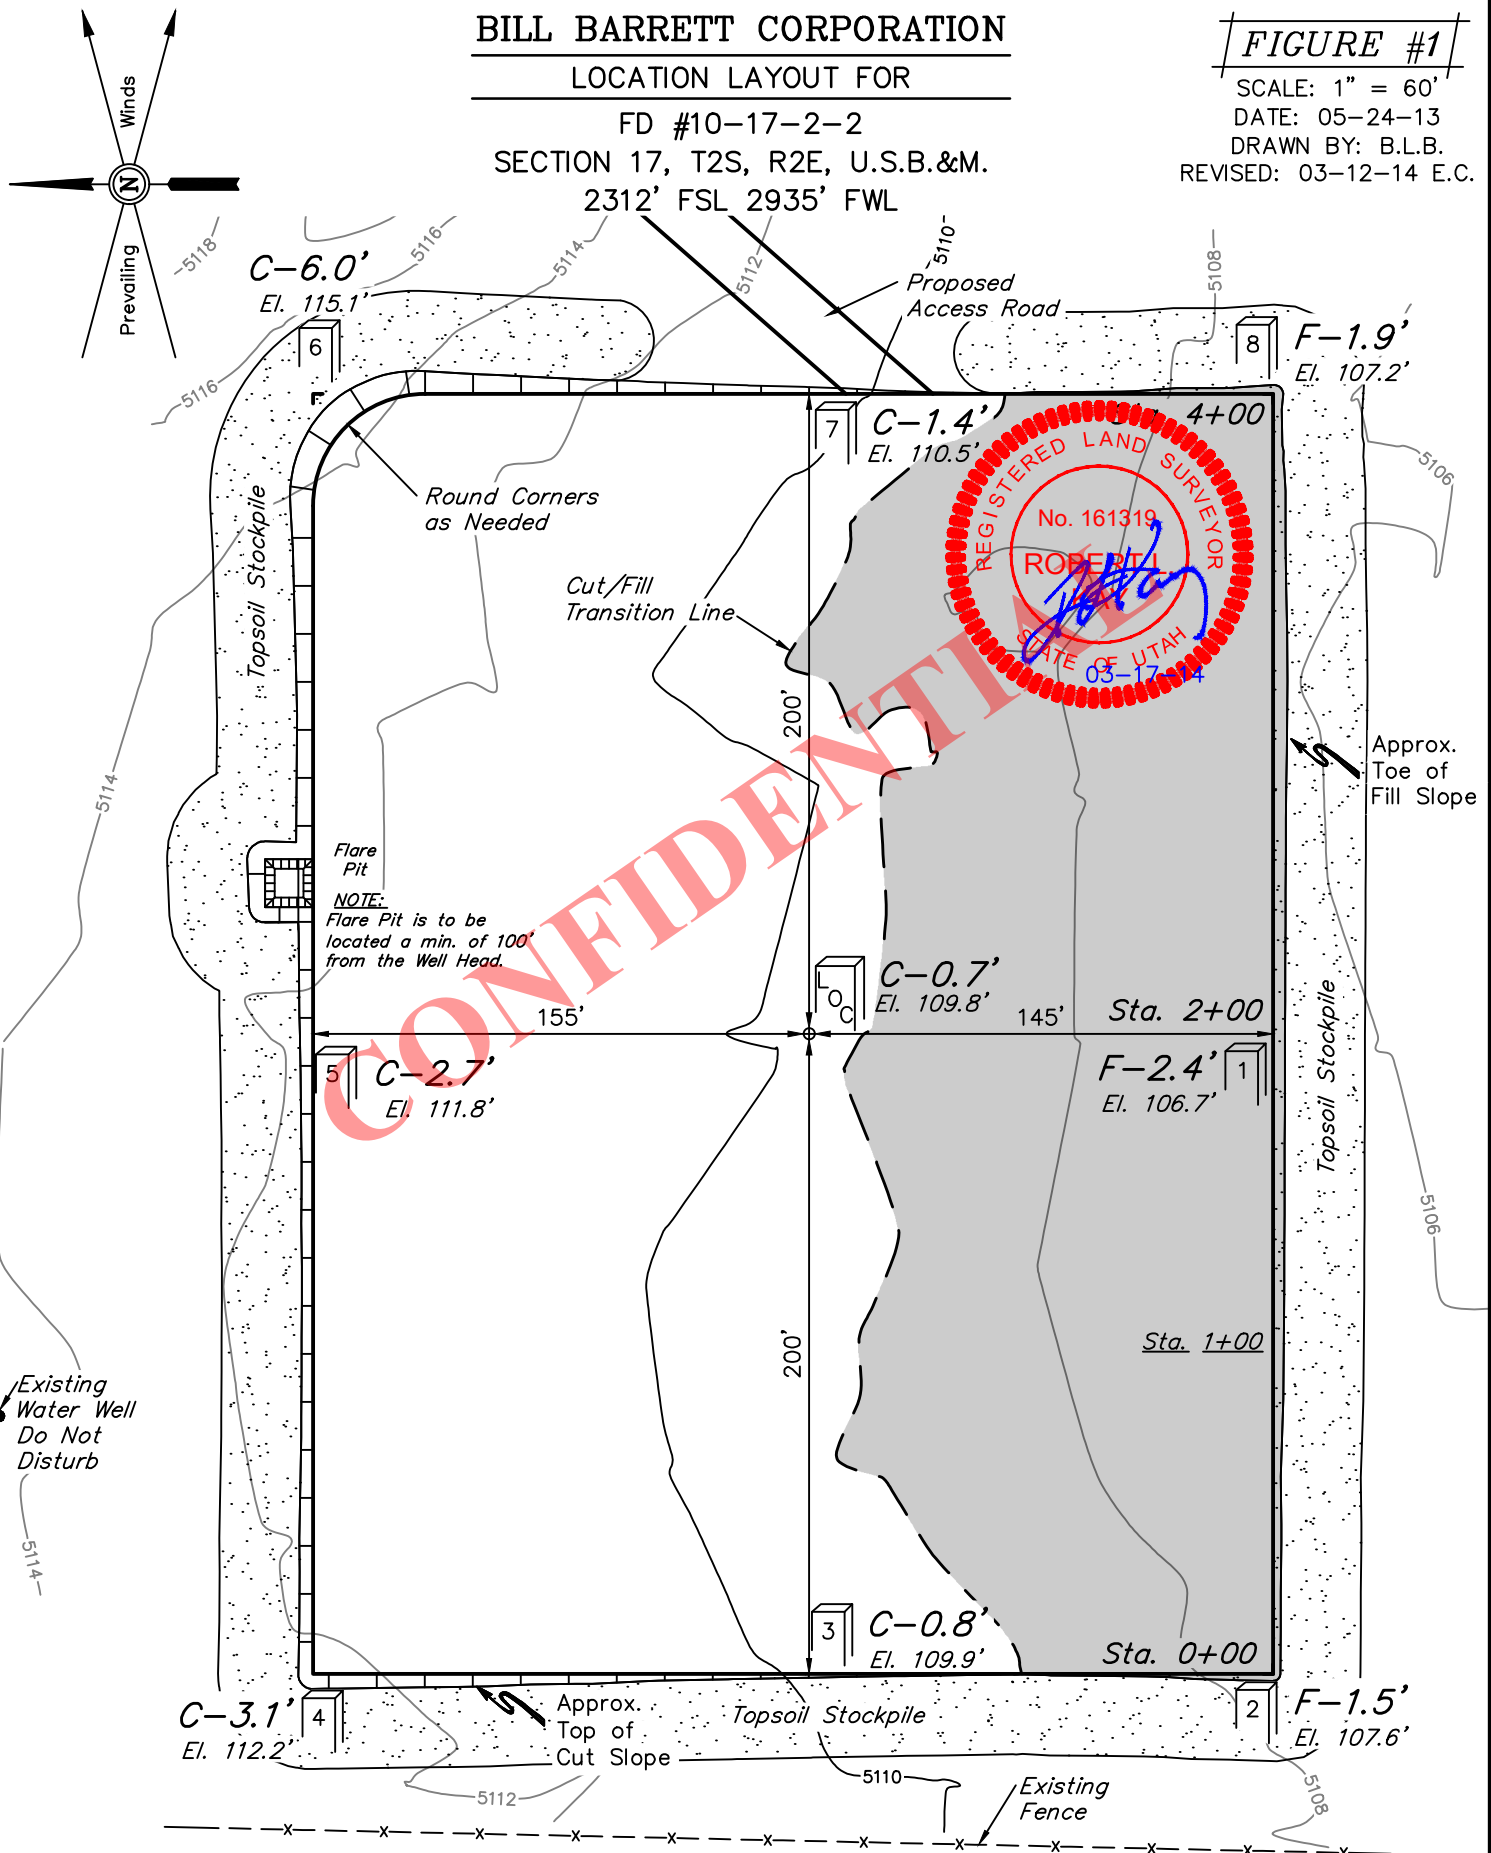 BILL BARRETT CORPORATION
LOCATION LAYOUT FOR
FD #10-17-2-2
SECTION 17, T2S, R2E, U.S.B.&M.
2312' FSL 2935' FWL
FIGURE #1
SCALE: 1" = 60'
DATE: 05-24-13
DRAWN BY: B.L.B.
REVISED: 03-12-14 E.C.
Winds
N
Prevailing
5118
5116
5114
5112
5110
5108
C-6.0'
El. 115.1'
6
Proposed
Access Road
8
F-1.9'
El. 107.2'
5116
7
C-1.4'
El. 110.5'
4+00
5106
REGISTERED LAND SURVEYOR
No. 161319
ROBERT L.
STATE OF UTAH
03-17-14
Round Corners
as Needed
Topsoil Stockpile
Cut/Fill
Transition Line
200'
Approx.
Toe of
Fill Slope
5114
CONFIDENTIAL
Flare
Pit
NOTE:
Flare Pit is to be
located a min. of 100'
from the Well Head.
LOC
C-0.7'
El. 109.8'
155'
145'
Sta. 2+00
Topsoil Stockpile
5
C-2.7'
El. 111.8'
F-2.4'
El. 106.7'
1
5106
200'
Sta. 1+00
Existing
Water Well
Do Not
Disturb
5114
3
C-0.8'
El. 109.9'
Sta. 0+00
C-3.1'
El. 112.2'
4
Approx.
Top of
Cut Slope
Topsoil Stockpile
2
F-1.5'
El. 107.6'
5112
5110
5108
Existing
Fence